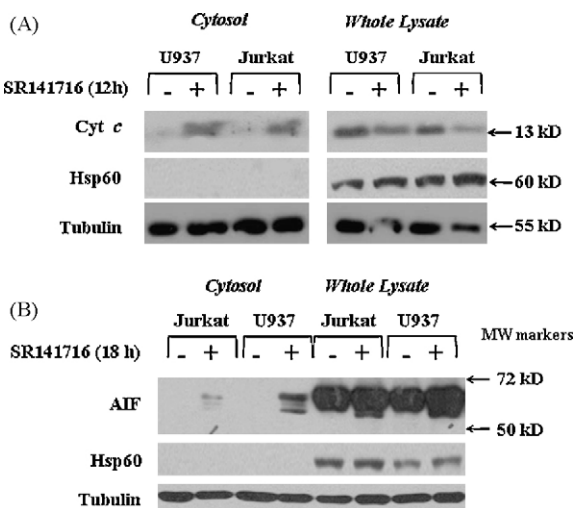 (A)
Cytosol Whole Lysate
U937 Jurkat U937 Jurkat
SR141716 (12h) - + - + - + - +
Cyt c ←13 kD
Hsp60 ←60 kD
Tubulin ←55 kD
(B)
Cytosol Whole Lysate
Jurkat U937 Jurkat U937 MW markers
SR141716 (18 h) - + - + - + - +
← 72 kD
AIF
← 50 kD
Hsp60
Tubulin